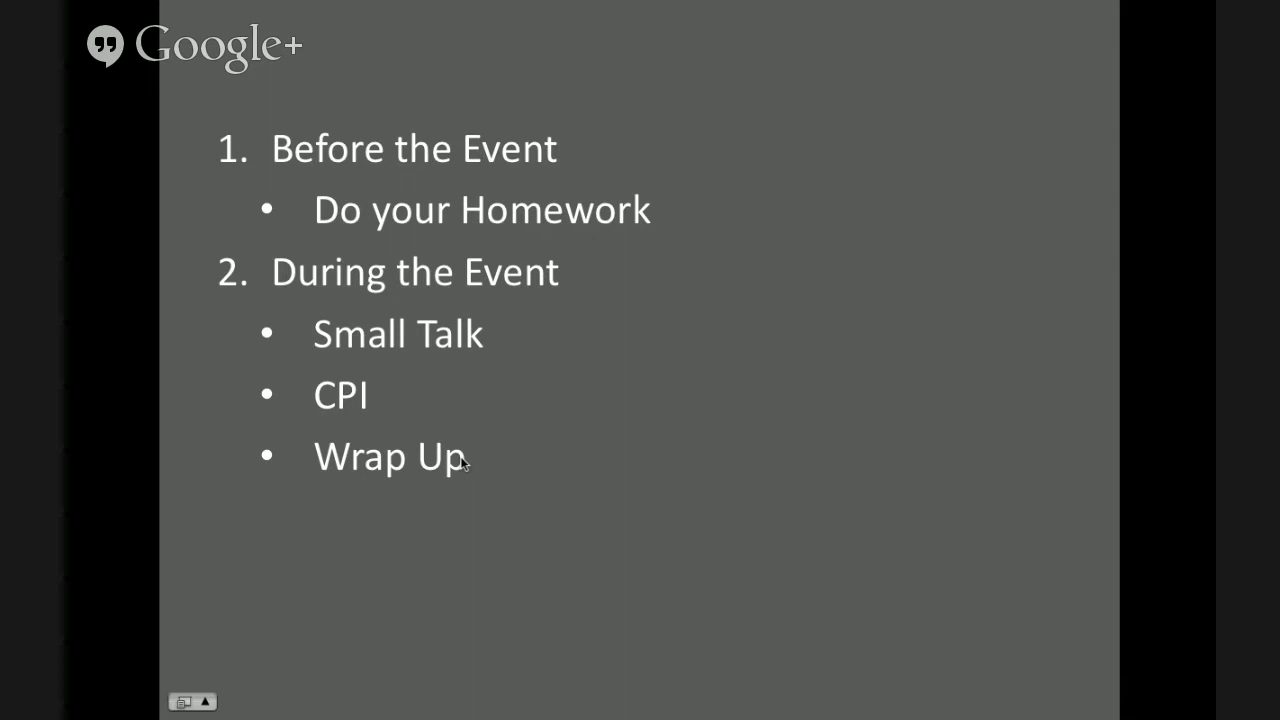 Google+
1. Before the Event
• Do your Homework
2. During the Event
• Small Talk
• CPI
• Wrap Up